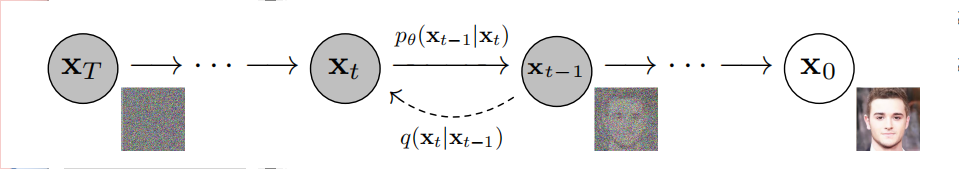 p_θ(x_{t−1}|x_t)
x_T → ⋯ → x_t → x_{t−1} → ⋯ → x_0
q(x_t|x_{t−1})